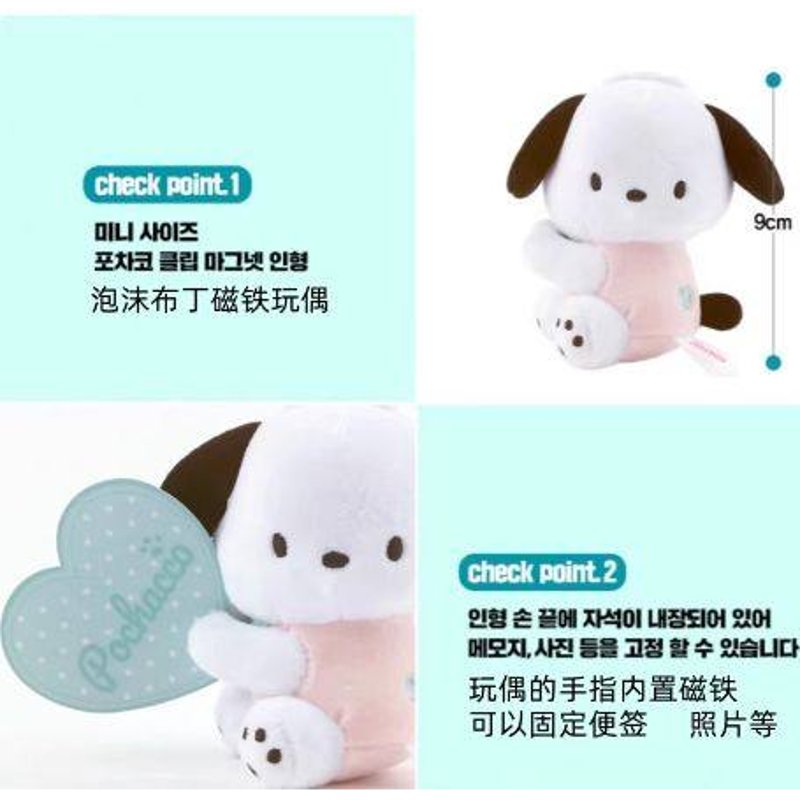 check point.1
미니 사이즈
포차코 클립 마그넷 인형
泡沫布丁磁铁玩偶
9cm
Pochacco
check point.2
인형 손 끝에 자석이 내장되어 있어
메모지, 사진 등을 고정 할 수 있습니다
玩偶的手指内置磁铁
可以固定便签 照片等